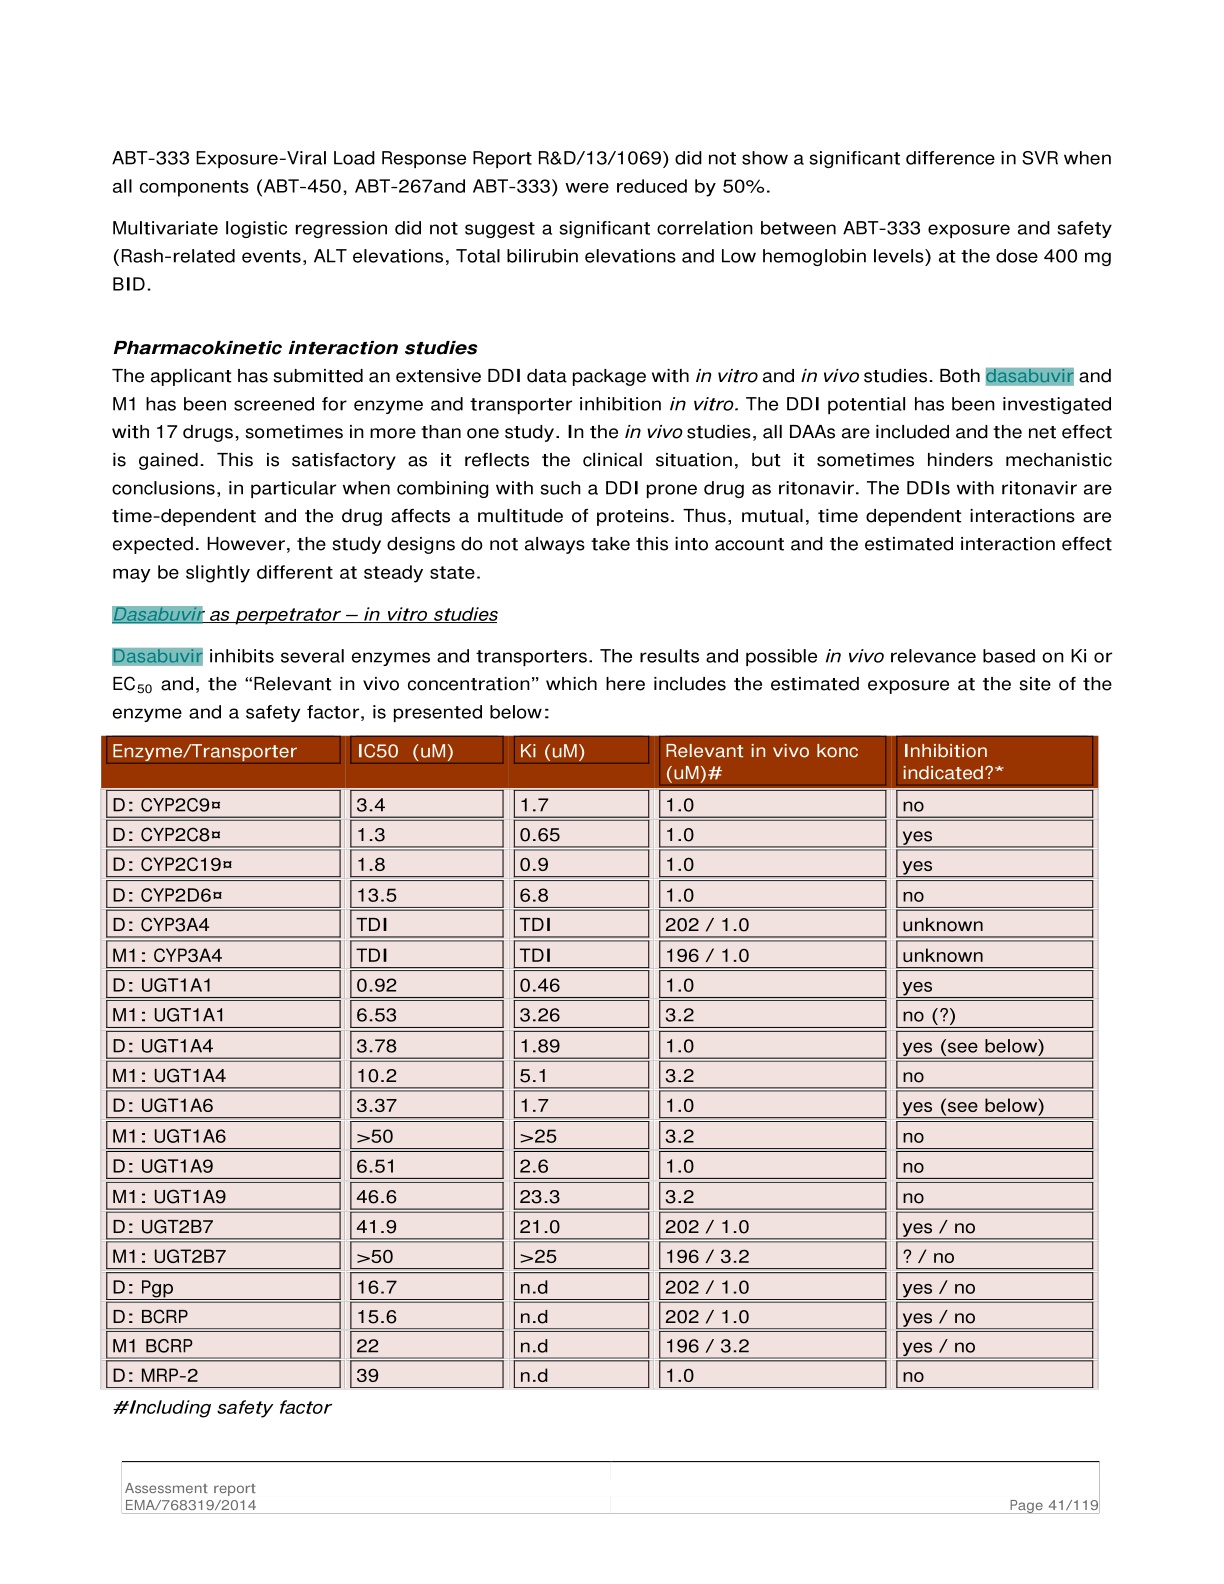 ABT-333 Exposure-Viral Load Response Report R&D/13/1069) did not show a significant difference in SVR when
all components (ABT-450, ABT-267and ABT-333) were reduced by 50%.
Multivariate logistic regression did not suggest a significant correlation between ABT-333 exposure and safety
(Rash-related events, ALT elevations, Total bilirubin elevations and Low hemoglobin levels) at the dose 400 mg
BID.
Pharmacokinetic interaction studies
The applicant has submitted an extensive DDI data package with in vitro and in vivo studies. Both dasabuvir and
M1 has been screened for enzyme and transporter inhibition in vitro. The DDI potential has been investigated
with 17 drugs, sometimes in more than one study. In the in vivo studies, all DAAs are included and the net effect
is gained. This is satisfactory as it reflects the clinical situation, but it sometimes hinders mechanistic
conclusions, in particular when combining with such a DDI prone drug as ritonavir. The DDIs with ritonavir are
time-dependent and the drug affects a multitude of proteins. Thus, mutual, time dependent interactions are
expected. However, the study designs do not always take this into account and the estimated interaction effect
may be slightly different at steady state.
Dasabuvir as perpetrator – in vitro studies
Dasabuvir inhibits several enzymes and transporters. The results and possible in vivo relevance based on Ki or
EC50 and, the “Relevant in vivo concentration” which here includes the estimated exposure at the site of the
enzyme and a safety factor, is presented below:
Enzyme/Transporter IC50 (uM) Ki (uM) Relevant in vivo konc Inhibition
(uM)# indicated?*
D: CYP2C9¤ 3.4 1.7 1.0 no
D: CYP2C8¤ 1.3 0.65 1.0 yes
D: CYP2C19¤ 1.8 0.9 1.0 yes
D: CYP2D6¤ 13.5 6.8 1.0 no
D: CYP3A4 TDI TDI 202 / 1.0 unknown
M1: CYP3A4 TDI TDI 196 / 1.0 unknown
D: UGT1A1 0.92 0.46 1.0 yes
M1: UGT1A1 6.53 3.26 3.2 no (?)
D: UGT1A4 3.78 1.89 1.0 yes (see below)
M1: UGT1A4 10.2 5.1 3.2 no
D: UGT1A6 3.37 1.7 1.0 yes (see below)
M1: UGT1A6 >50 >25 3.2 no
D: UGT1A9 6.51 2.6 1.0 no
M1: UGT1A9 46.6 23.3 3.2 no
D: UGT2B7 41.9 21.0 202 / 1.0 yes / no
M1: UGT2B7 >50 >25 196 / 3.2 ? / no
D: Pgp 16.7 n.d 202 / 1.0 yes / no
D: BCRP 15.6 n.d 202 / 1.0 yes / no
M1 BCRP 22 n.d 196 / 3.2 yes / no
D: MRP-2 39 n.d 1.0 no
#Including safety factor
Assessment report
EMA/768319/2014 Page 41/119